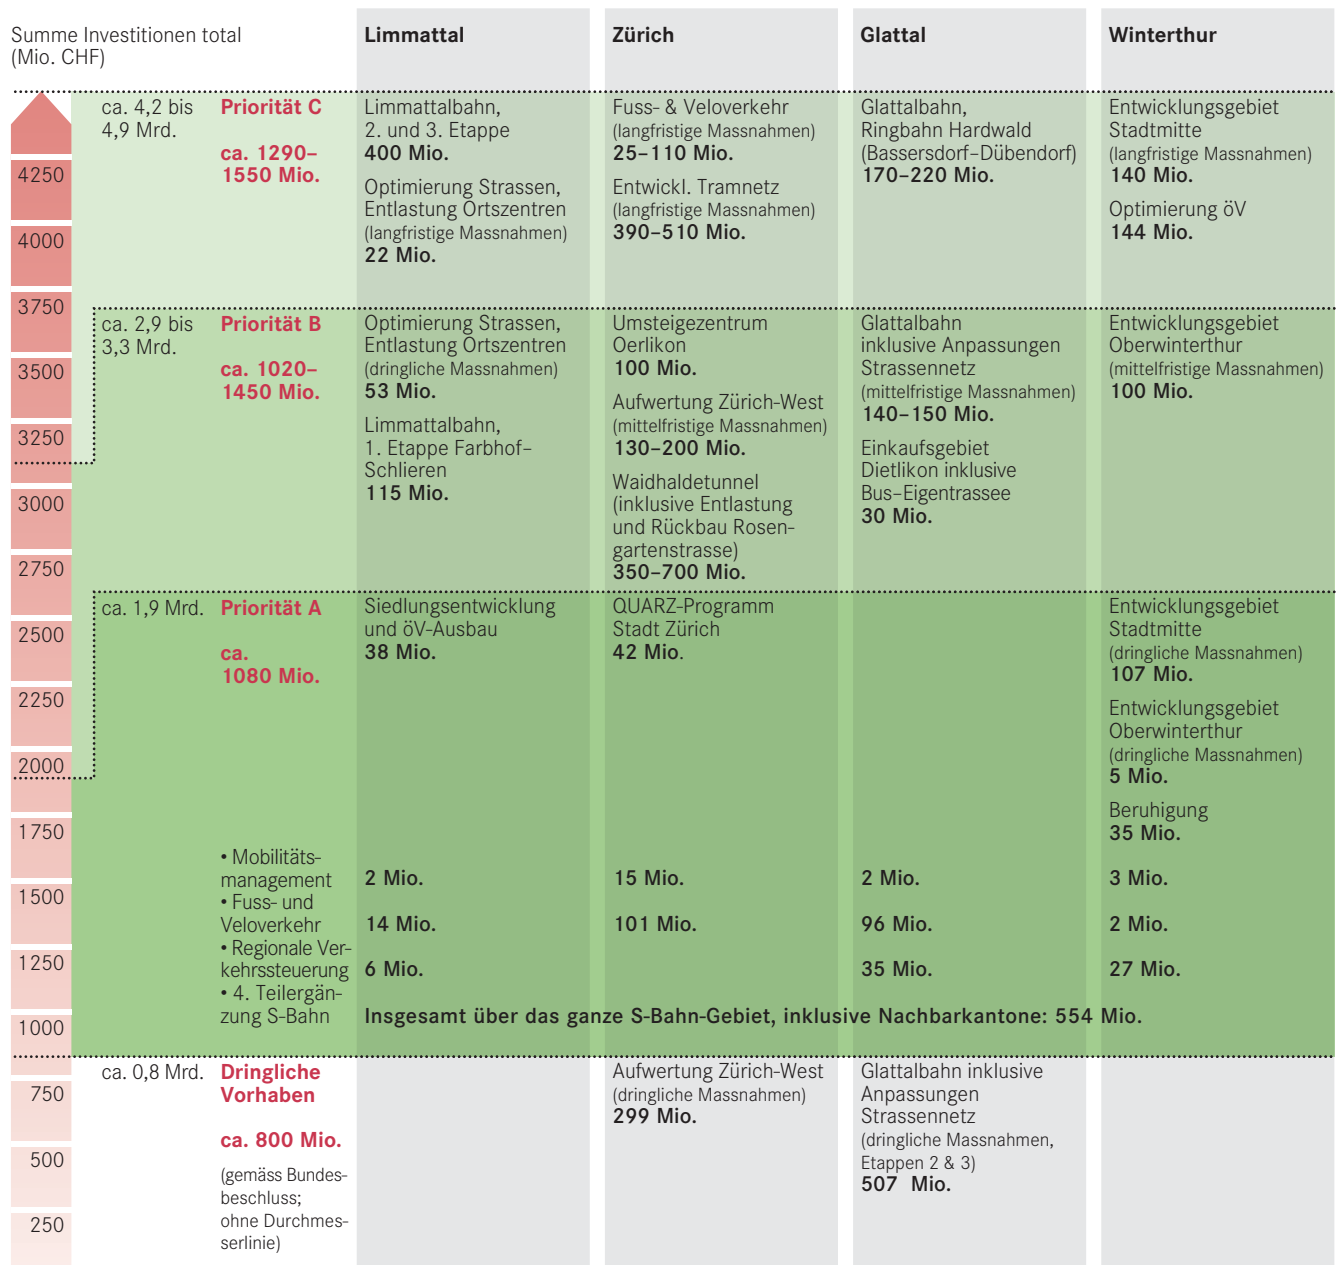 Summe Investitionen total
(Mio. CHF)
Limmattal
Zürich
Glattal
Winterthur
4250
4000
3750
3500
3250
3000
2750
2500
2250
2000
1750
1500
1250
1000
750
500
250
ca. 4,2 bis
4,9 Mrd.
Priorität C
ca. 1290–
1550 Mio.
Limmattalbahn,
2. und 3. Etappe
400 Mio.
Optimierung Strassen,
Entlastung Ortszentren
(langfristige Massnahmen)
22 Mio.
Fuss- & Veloverkehr
(langfristige Massnahmen)
25–110 Mio.
Entwickl. Tramnetz
(langfristige Massnahmen)
390–510 Mio.
Glattalbahn,
Ringbahn Hardwald
(Bassersdorf–Dübendorf)
170–220 Mio.
Entwicklungsgebiet
Stadtmitte
(langfristige Massnahmen)
140 Mio.
Optimierung öV
144 Mio.
ca. 2,9 bis
3,3 Mrd.
Priorität B
ca. 1020–
1450 Mio.
Optimierung Strassen,
Entlastung Ortszentren
(dringliche Massnahmen)
53 Mio.
Limmattalbahn,
1. Etappe Farbhof–
Schlieren
115 Mio.
Umsteigezentrum
Oerlikon
100 Mio.
Aufwertung Zürich-West
(mittelfristige Massnahmen)
130–200 Mio.
Waidhaldetunnel
(inklusive Entlastung
und Rückbau Rosen-
gartenstrasse)
350–700 Mio.
Glattalbahn
inklusive Anpassungen
Strassennetz
(mittelfristige Massnahmen)
140–150 Mio.
Einkaufsgebiet
Dietlikon inklusive
Bus–Eigentrassee
30 Mio.
Entwicklungsgebiet
Oberwinterthur
(mittelfristige Massnahmen)
100 Mio.
ca. 1,9 Mrd.
Priorität A
ca.
1080 Mio.
Siedlungsentwicklung
und öV-Ausbau
38 Mio.
QUARZ-Programm
Stadt Zürich
42 Mio.
Entwicklungsgebiet
Stadtmitte
(dringliche Massnahmen)
107 Mio.
Entwicklungsgebiet
Oberwinterthur
(dringliche Massnahmen)
5 Mio.
Beruhigung
35 Mio.
• Mobilitäts-
management
2 Mio.
15 Mio.
2 Mio.
3 Mio.
• Fuss- und
Veloverkehr
14 Mio.
101 Mio.
96 Mio.
2 Mio.
• Regionale Ver-
kehrssteuerung
6 Mio.
35 Mio.
27 Mio.
• 4. Teilergän-
zung S-Bahn
Insgesamt über das ganze S-Bahn-Gebiet, inklusive Nachbarkantone: 554 Mio.
ca. 0,8 Mrd.
Dringliche
Vorhaben
ca. 800 Mio.
(gemäss Bundes-
beschluss;
ohne Durchmes-
serlinie)
Aufwertung Zürich-West
(dringliche Massnahmen)
299 Mio.
Glattalbahn inklusive
Anpassungen
Strassennetz
(dringliche Massnahmen,
Etappen 2 & 3)
507 Mio.